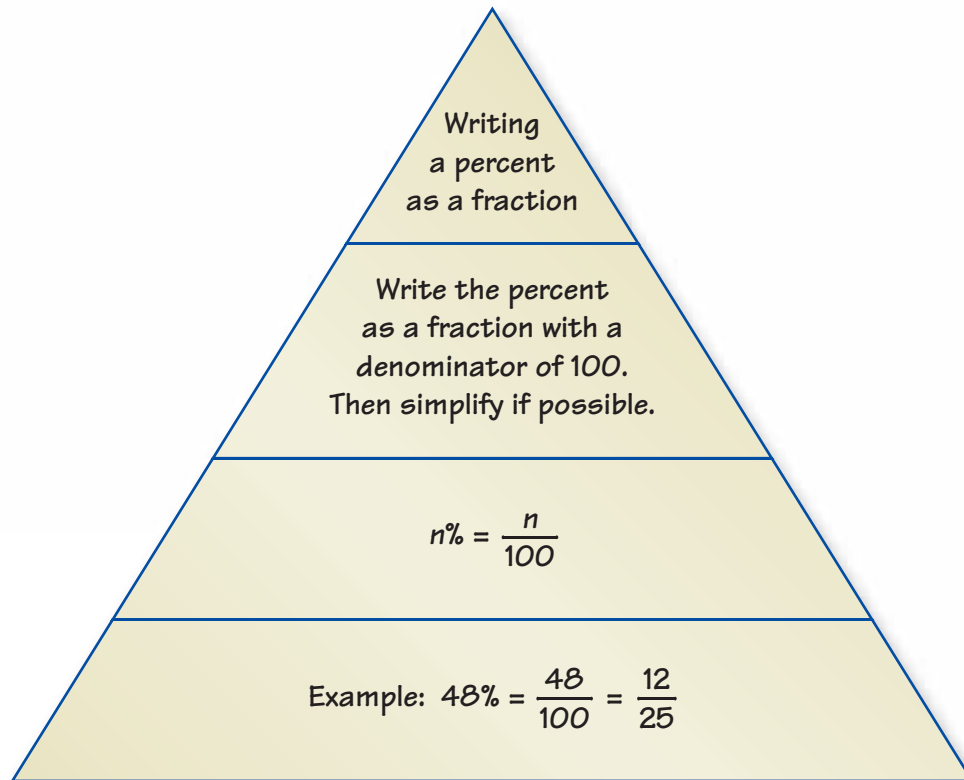 Writing
a percent
as a fraction
Write the percent
as a fraction with a
denominator of 100.
Then simplify if possible.
n% = n/100
Example: 48% = 48/100 = 12/25